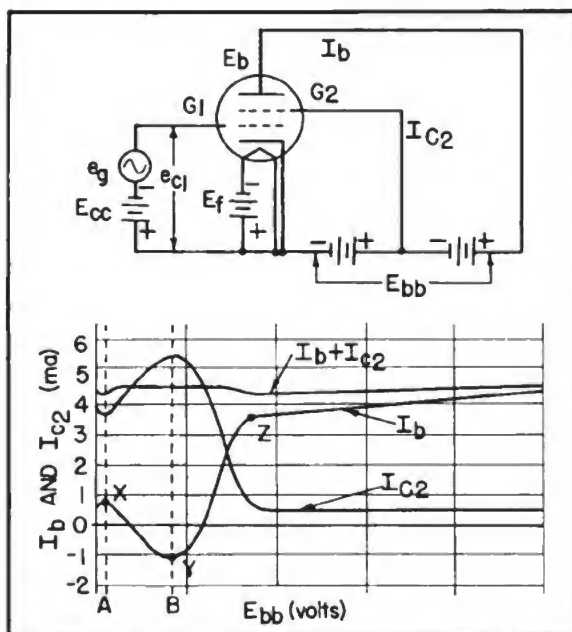 Eb
Ib
G1
G2
IC2
eg
eC1
Ecc
Ef
−
+
−
+
−
+
−
+
Ebb
Ib AND IC2 (ma)
6
5
4
3
2
1
0
-1
-2
Ib+Ic2
Z
Ib
X
IC2
Y
A
B
Ebb (volts)